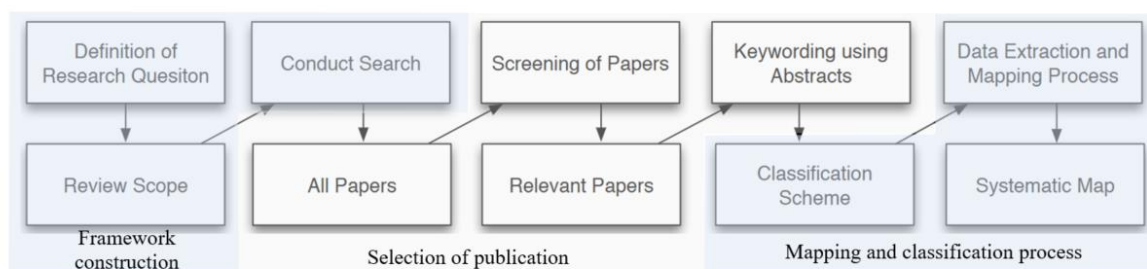 Definition of
Research Quesiton
Conduct Search
Screening of Papers
Keywording using
Abstracts
Data Extraction and
Mapping Process
Review Scope
All Papers
Relevant Papers
Classification
Scheme
Systematic Map
Framework
construction
Selection of publication
Mapping and classification process